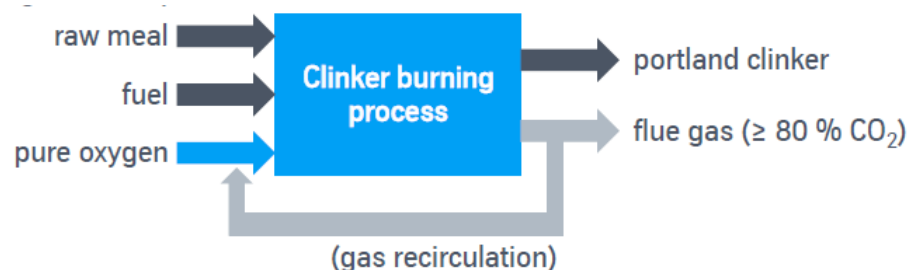 raw meal
fuel
pure oxygen
Clinker burning
process
portland clinker
flue gas (≥ 80 % CO₂)
(gas recirculation)